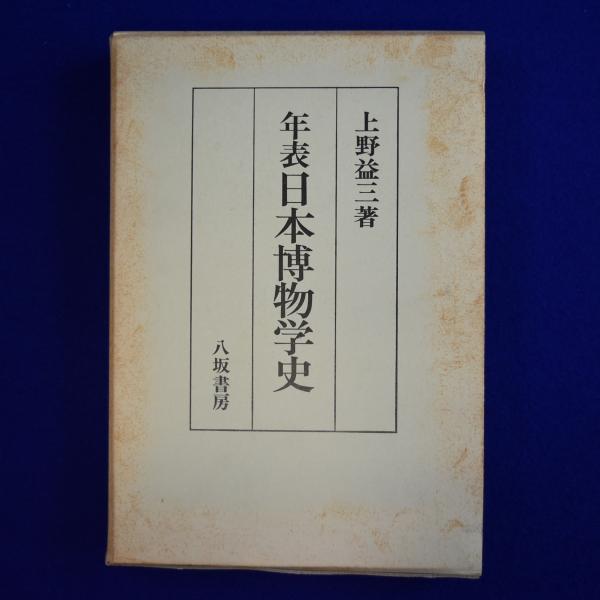 上野益三著
年表日本博物学史
八坂書房